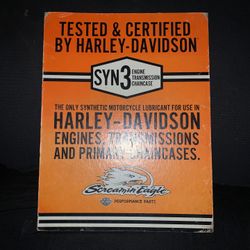 TESTED & CERTIFIED
BY HARLEY-DAVIDSON
SYN3
ENGINE
TRANSMISSION
CHAINCASE
THE ONLY SYNTHETIC MOTORCYCLE LUBRICANT FOR USE IN
HARLEY-DAVIDSON
ENGINES, TRANSMISSIONS
AND PRIMARY CHAINCASES.
Screamin' Eagle
PERFORMANCE PARTS